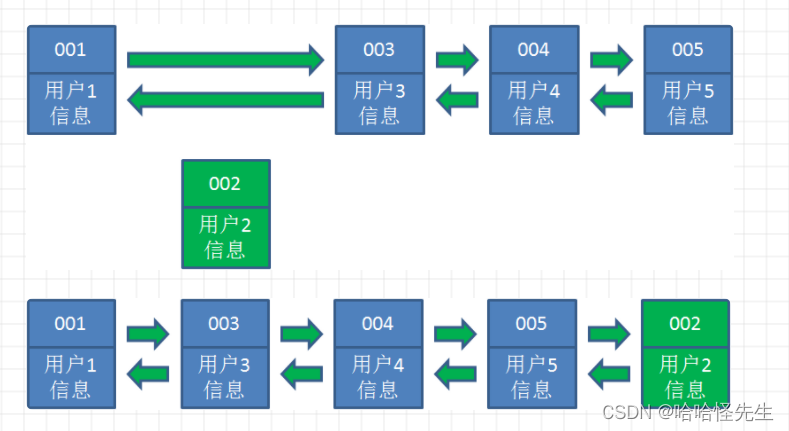 001
用户1
信息
003
用户3
信息
004
用户4
信息
005
用户5
信息
002
用户2
信息
001
用户1
信息
003
用户3
信息
004
用户4
信息
005
用户5
信息
002
用户2
信息
CSDN @哈哈怪先生